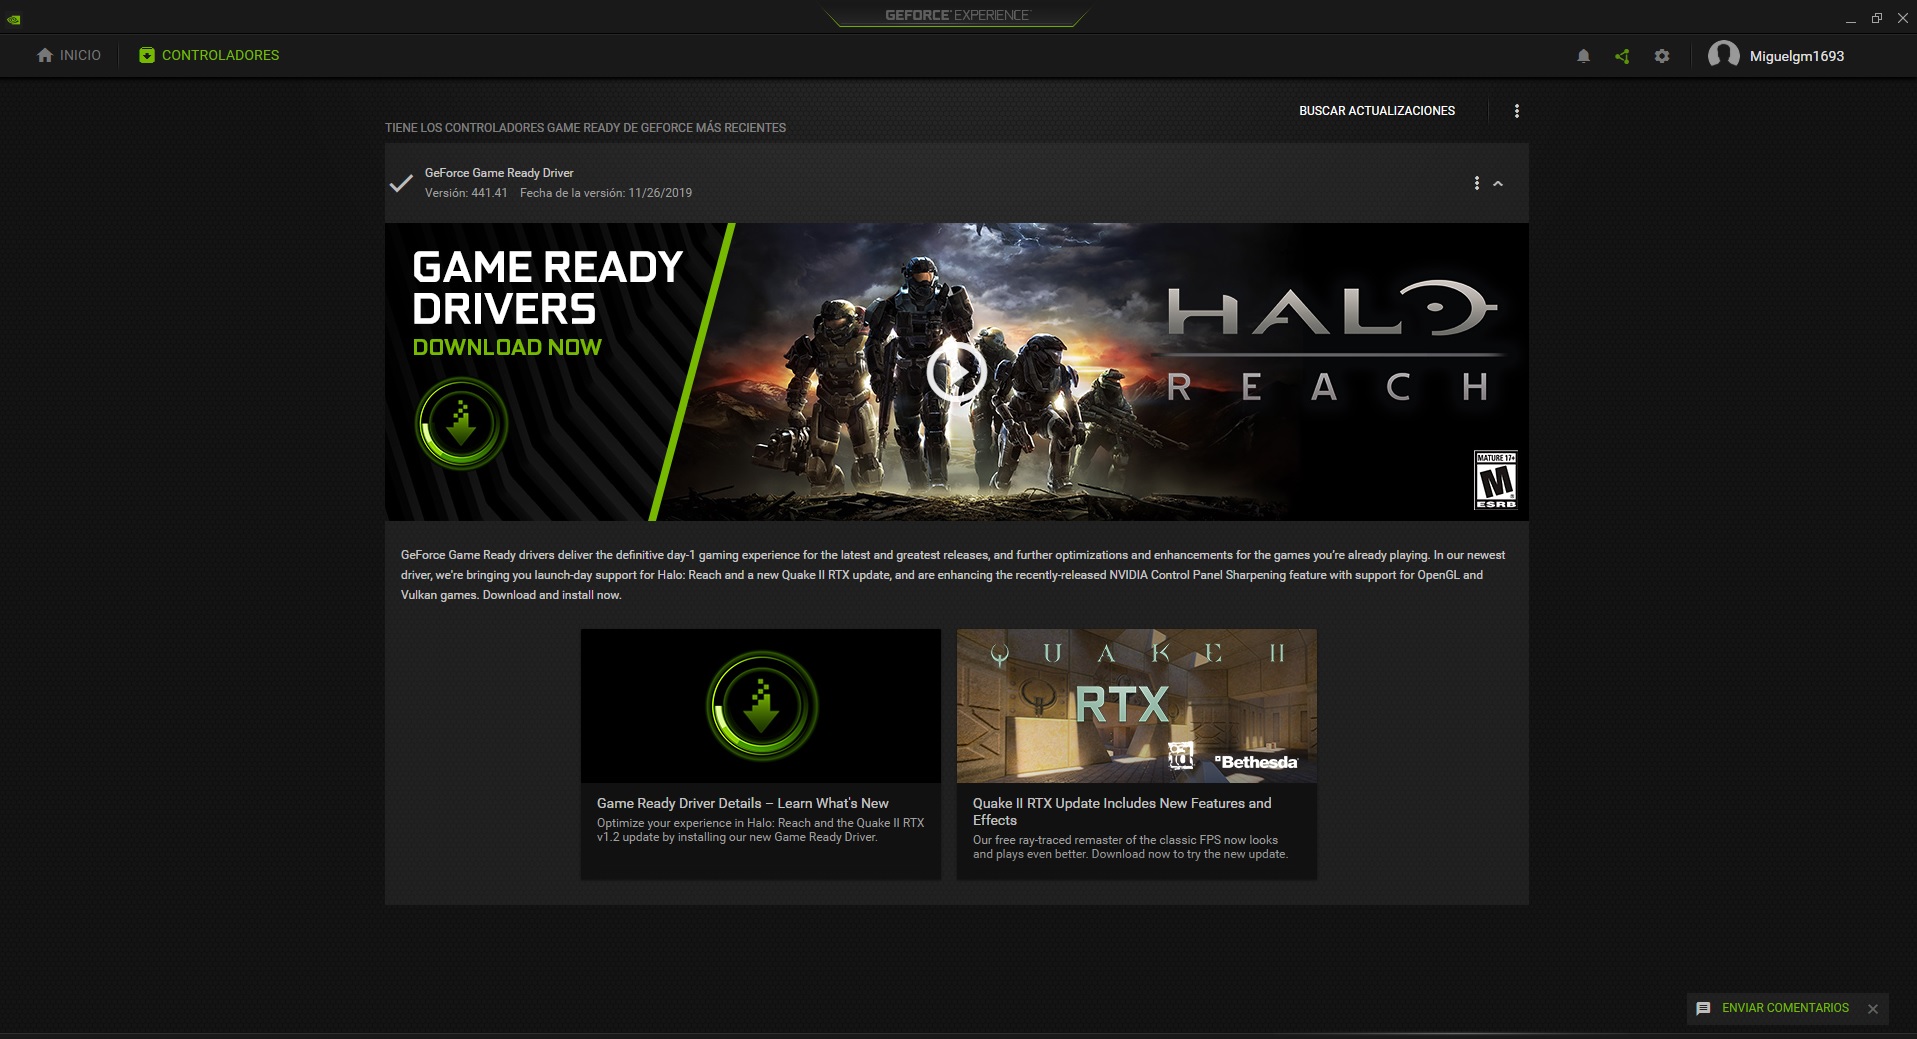 GEFORCE® EXPERIENCE™
INICIO
CONTROLADORES
Miguelgm1693
BUSCAR ACTUALIZACIONES
TIENE LOS CONTROLADORES GAME READY DE GEFORCE MÁS RECIENTES
GeForce Game Ready Driver
Versión: 441.41 Fecha de la versión: 11/26/2019
GAME READY
DRIVERS
DOWNLOAD NOW
HALO
REACH
MATURE 17+
M
ESRB
GeForce Game Ready drivers deliver the definitive day-1 gaming experience for the latest and greatest releases, and further optimizations and enhancements for the games you're already playing. In our newest
driver, we're bringing you launch-day support for Halo: Reach and a new Quake II RTX update, and are enhancing the recently-released NVIDIA Control Panel Sharpening feature with support for OpenGL and
Vulkan games. Download and install now.
QUAKE II
RTX
id
Bethesda
Game Ready Driver Details – Learn What's New
Optimize your experience in Halo: Reach and the Quake II RTX
v1.2 update by installing our new Game Ready Driver.
Quake II RTX Update Includes New Features and
Effects
Our free ray-traced remaster of the classic FPS now looks
and plays even better. Download now to try the new update.
ENVIAR COMENTARIOS